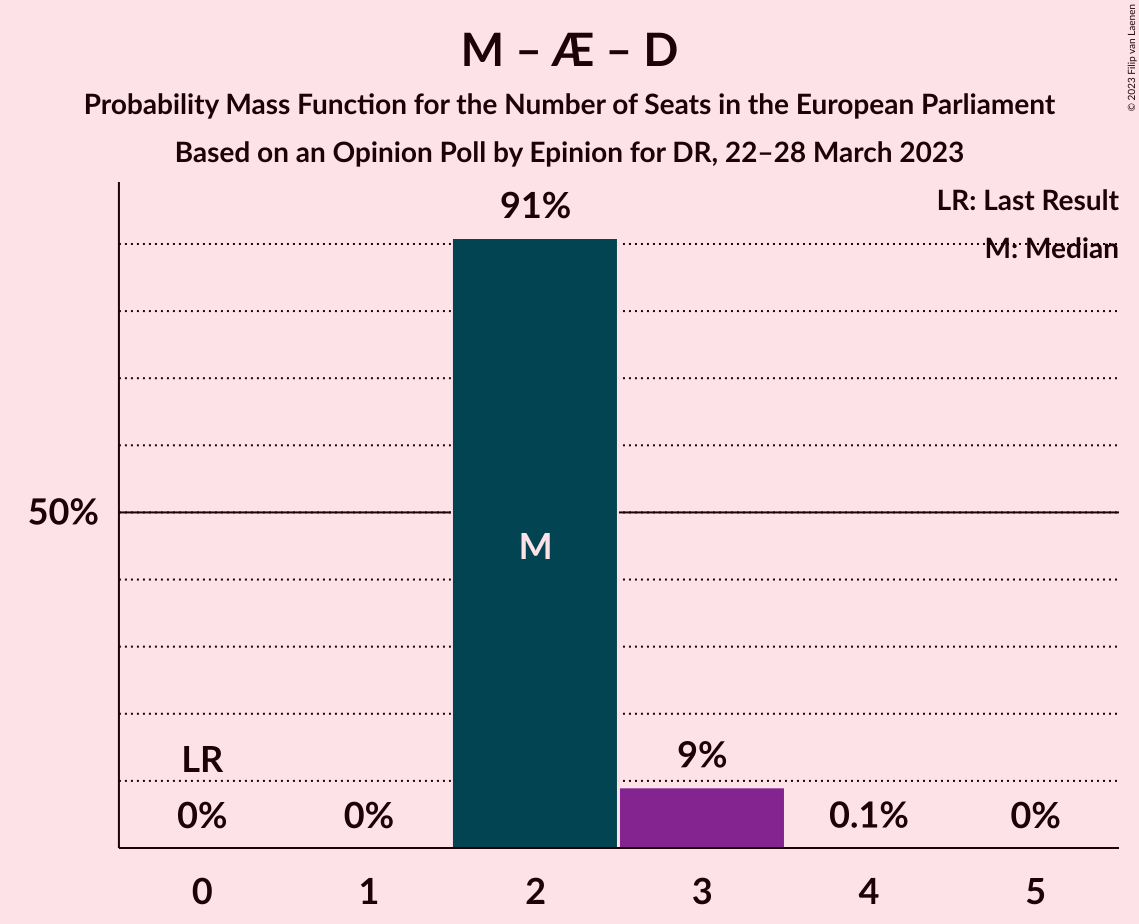 M – Æ – D
Probability Mass Function for the Number of Seats in the European Parliament
Based on an Opinion Poll by Epinion for DR, 22–28 March 2023
© 2023 Filip van Laenen
LR: Last Result
M: Median
91%
50%
M
LR
9%
0%
0%
0.1%
0%
0
1
2
3
4
5